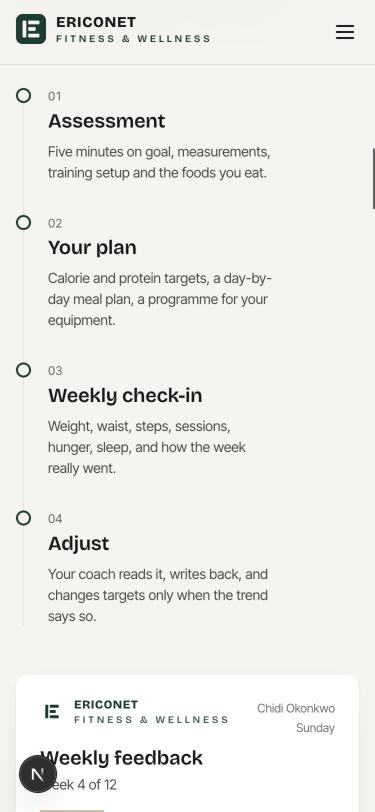 ERICONET
FITNESS & WELLNESS
01
Assessment
Five minutes on goal, measurements,
training setup and the foods you eat.
02
Your plan
Calorie and protein targets, a day-by-
day meal plan, a programme for your
equipment.
03
Weekly check-in
Weight, waist, steps, sessions,
hunger, sleep, and how the week
really went.
04
Adjust
Your coach reads it, writes back, and
changes targets only when the trend
says so.
ERICONET
FITNESS & WELLNESS
Chidi Okonkwo
Sunday
Weekly feedback
Week 4 of 12
N